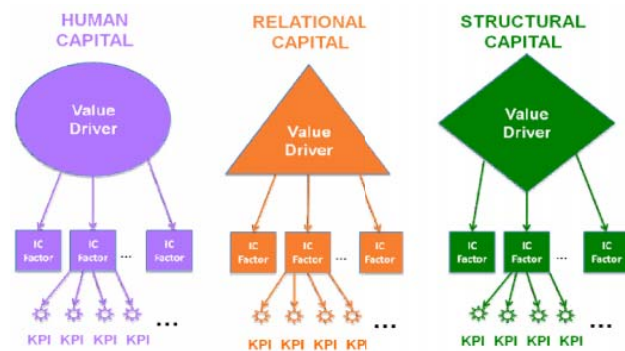 HUMAN
CAPITAL
Value
Driver
IC
Factor
IC
Factor
...
IC
Factor
KPI KPI KPI KPI ...
RELATIONAL
CAPITAL
Value
Driver
IC
Factor
IC
Factor
...
IC
Factor
KPI KPI KPI KPI ...
STRUCTURAL
CAPITAL
Value
Driver
IC
Factor
IC
Factor
...
IC
Factor
KPI KPI KPI KPI ...